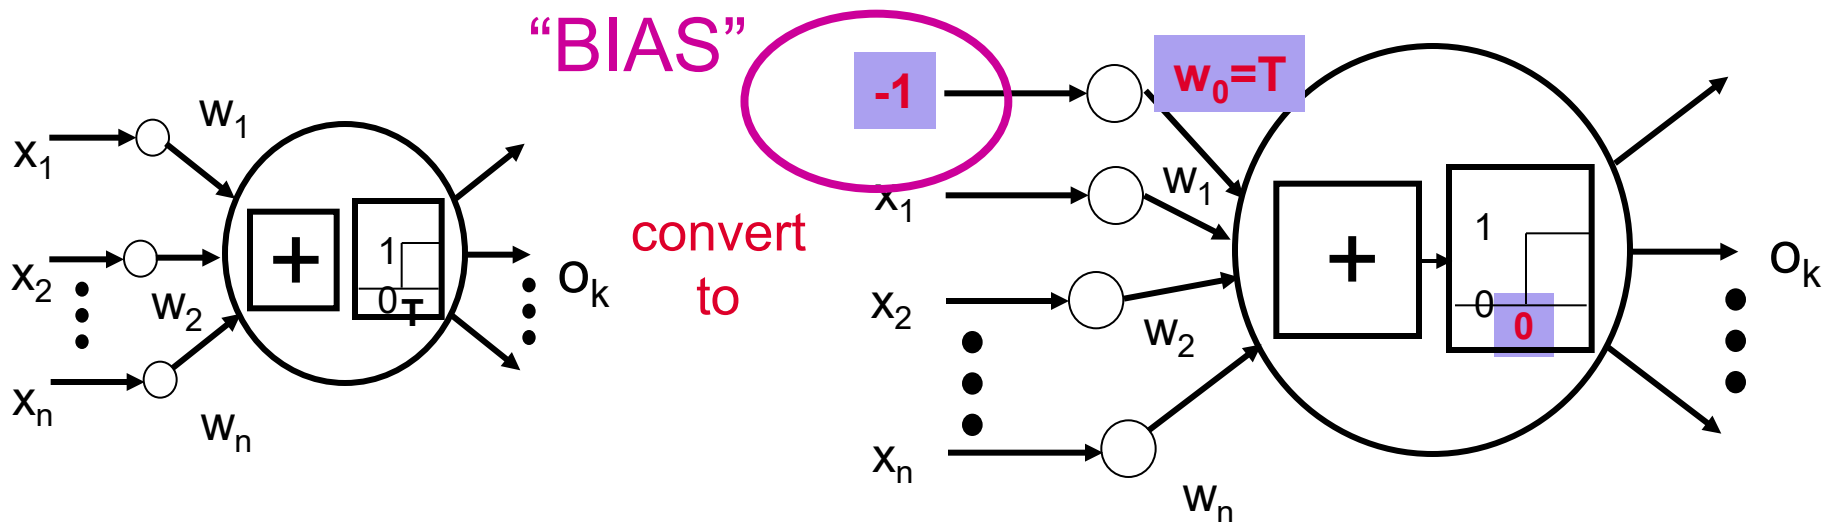 “BIAS”
x₁
w₁
x₂
w₂
xₙ
wₙ
+
1
0
T
oₖ
convert
to
-1
w₀=T
x₁
w₁
x₂
w₂
xₙ
wₙ
+
1
0
0
oₖ